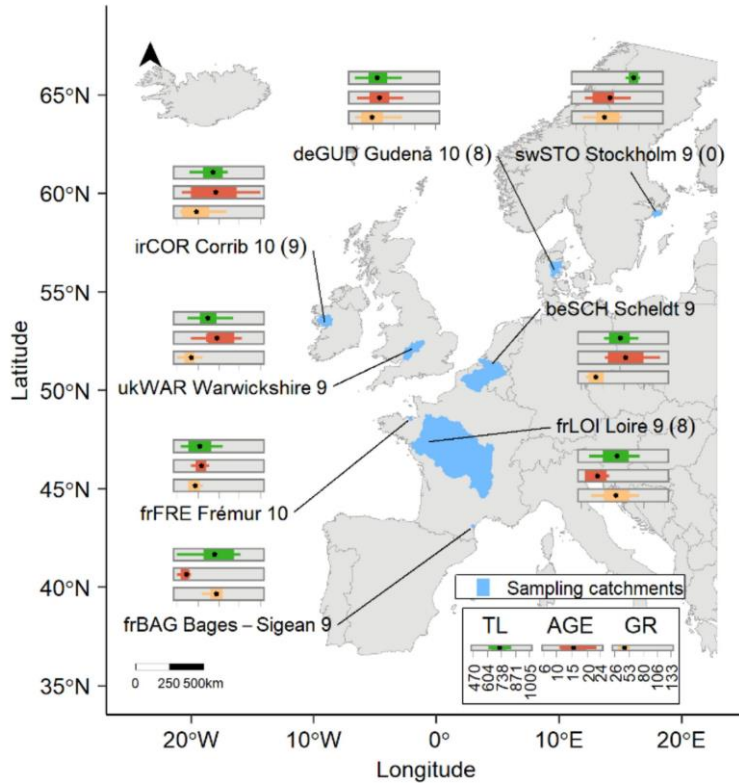 65°N
60°N
55°N
50°N
45°N
40°N
35°N
Latitude
deGUD Gudenå 10 (8)
swSTO Stockholm 9 (0)
irCOR Corrib 10 (9)
beSCH Scheldt 9
ukWAR Warwickshire 9
frLOI Loire 9 (8)
frFRE Frémur 10
frBAG Bages – Sigean 9
Sampling catchments
TL AGE GR
470 604 738 871 1005 6 10 15 20 24 26 53 80 106 133
0 250 500km
20°W 10°W 0° 10°E 20°E
Longitude